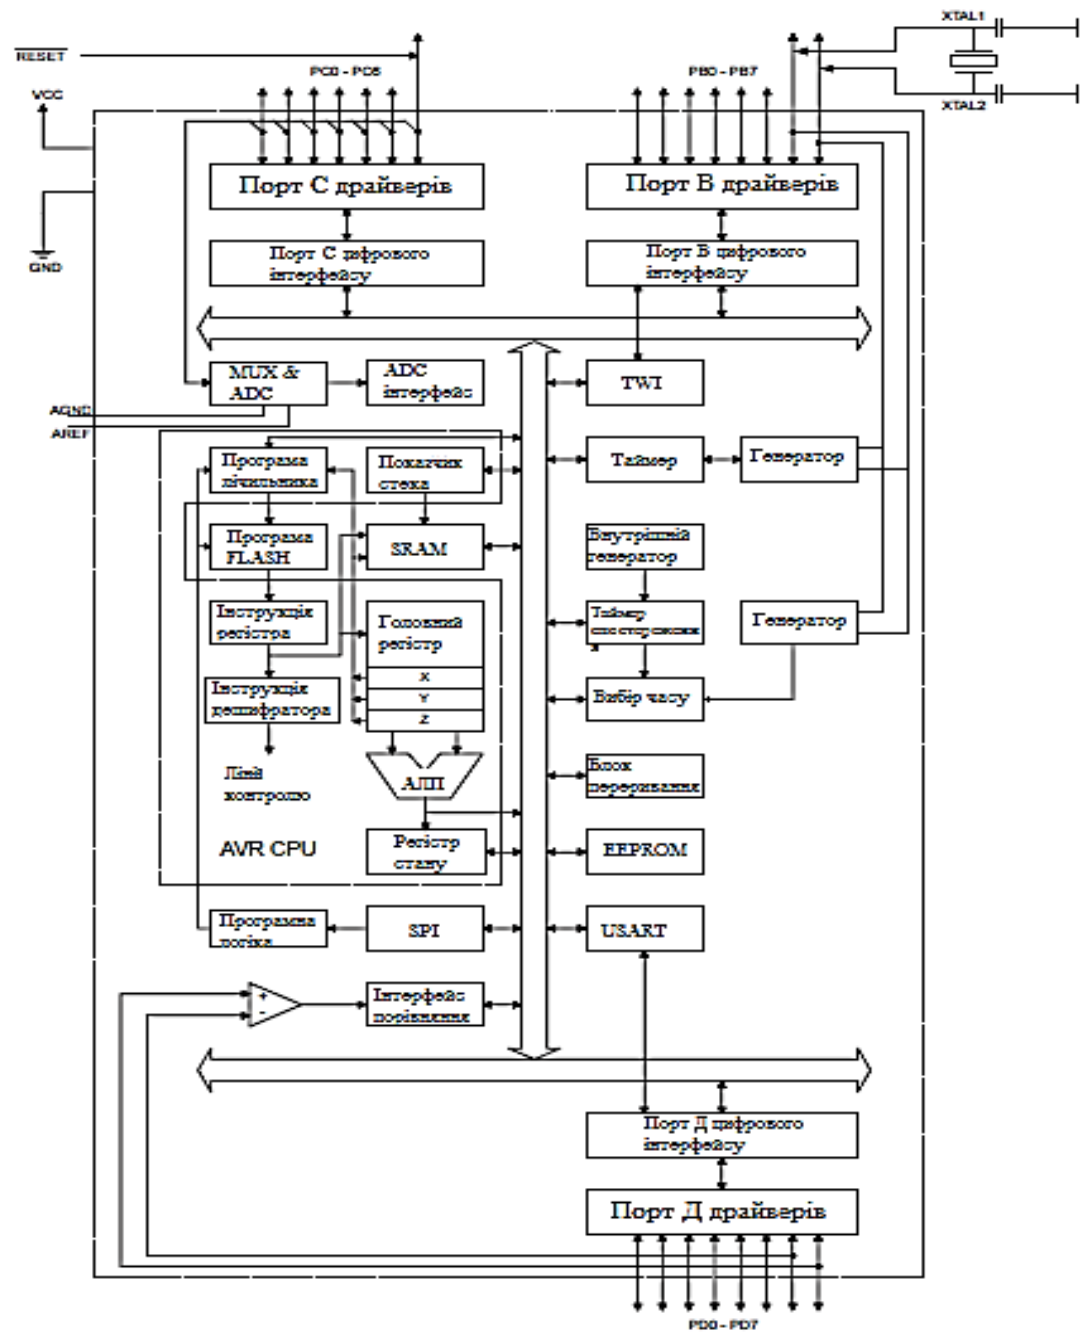 XTAL1
RESET
PC0 - PC6
PB0 - PB7
VCC
XTAL2
Порт С драйверів
Порт В драйверів
GND
Порт С цифрового
інтерфейсу
Порт В цифрового
інтерфейсу
MUX &
ADC
ADC
інтерфейс
TWI
AGND
AREF
Програма
лічильника
Покажчик
стека
Таймер
Генератор
Програма
FLASH
SRAM
Внутрішній
генератор
Інструкція
регістра
Головний
регістр
Таймер
Генератор
X
Y
Z
Інструкція
дешифратора
Вибір часу
Ліній
контролю
АЛП
Блок
переривання
AVR CPU
Регістр
стану
EEPROM
Програмна
логіка
SPI
USART
+
-
Інтерфейс
порівняння
Порт Д цифрового
інтерфейсу
Порт Д драйверів
PD0 - PD7